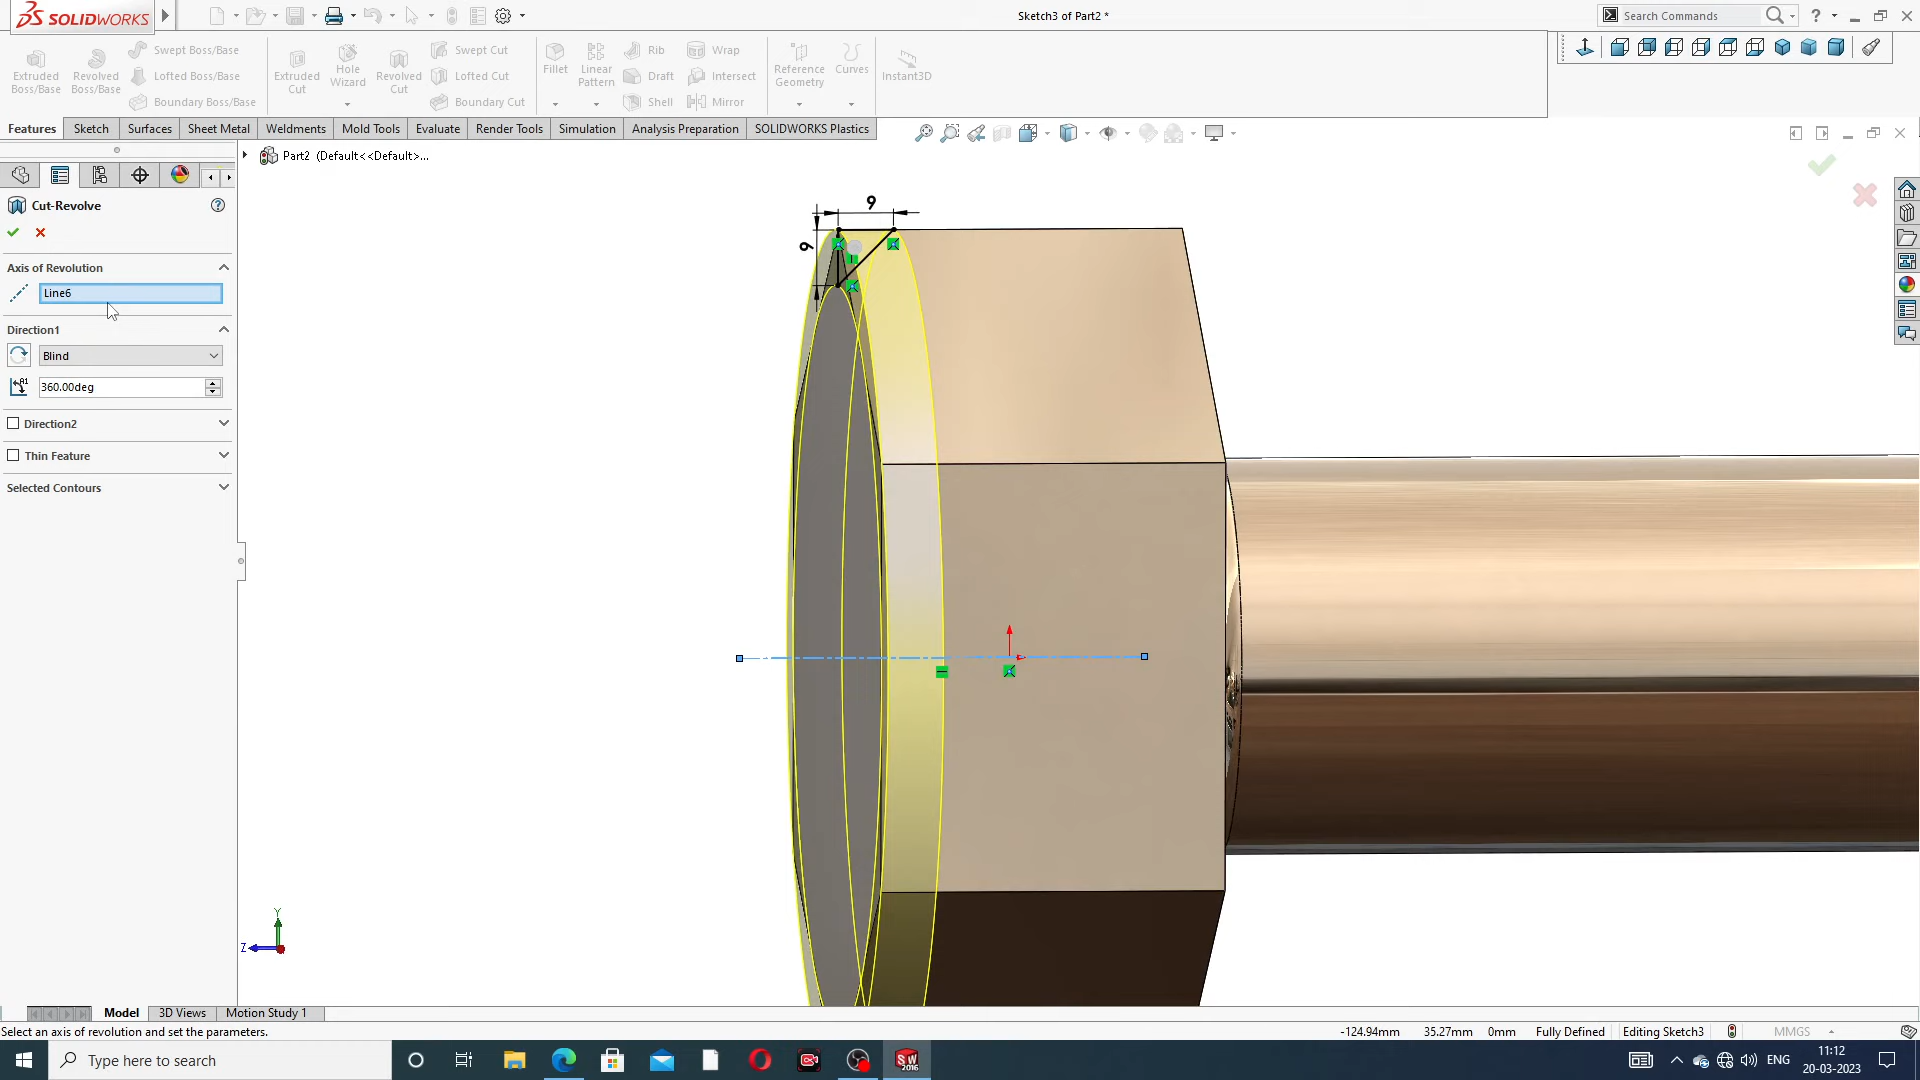 SOLIDWORKS
Sketch3 of Part2 *
Search Commands
Extruded Boss/Base
Revolved Boss/Base
Swept Boss/Base
Lofted Boss/Base
Boundary Boss/Base
Extruded Cut
Hole Wizard
Revolved Cut
Swept Cut
Lofted Cut
Boundary Cut
Fillet
Linear Pattern
Rib
Draft
Shell
Wrap
Intersect
Mirror
Reference Geometry
Curves
Instant3D
Features
Sketch
Surfaces
Sheet Metal
Weldments
Mold Tools
Evaluate
Render Tools
Simulation
Analysis Preparation
SOLIDWORKS Plastics
Part2 (Default<<Default>...
Cut-Revolve
Axis of Revolution
Line6
Direction1
Blind
360.00deg
Direction2
Thin Feature
Selected Contours
9
9
Y
Z
Model
3D Views
Motion Study 1
Select an axis of revolution and set the parameters.
-124.94mm
35.27mm
0mm
Fully Defined
Editing Sketch3
MMGS
Type here to search
SW
2016
ENG
11:12
20-03-2023